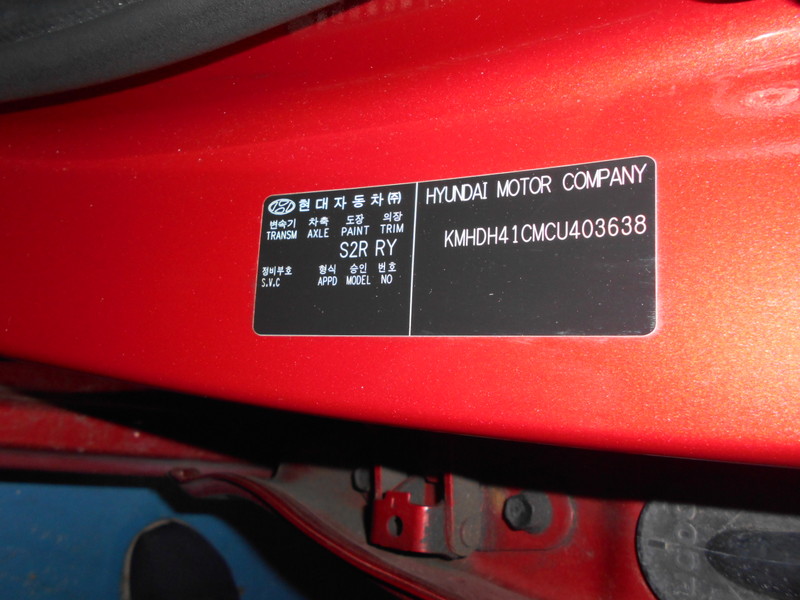 현대자동차㈜
변속기 차축 도장 의장
TRANSM AXLE PAINT TRIM
S2R RY
정비부호 형식 승인 번호
S.V.C APPD MODEL NO
HYUNDAI MOTOR COMPANY
KMHDH41CMCU403638